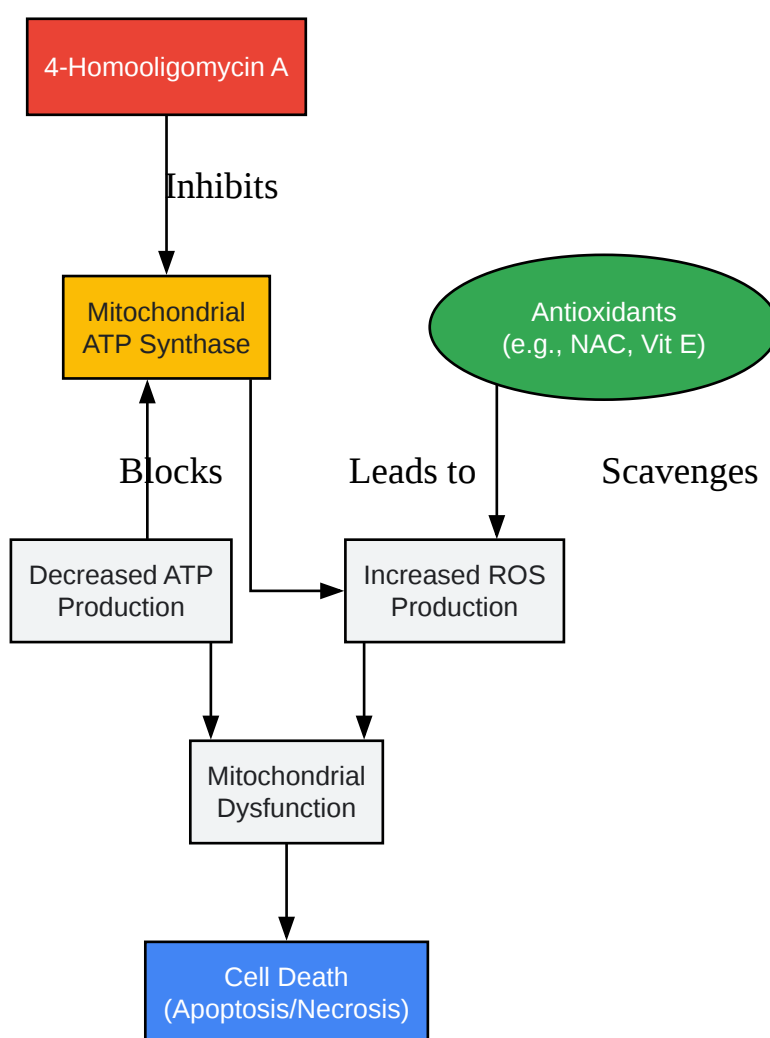 4-Homooligomycin A
Inhibits
Mitochondrial
ATP Synthase
Antioxidants
(e.g., NAC, Vit E)
Blocks
Leads to
Scavenges
Decreased ATP
Production
Increased ROS
Production
Mitochondrial
Dysfunction
Cell Death
(Apoptosis/Necrosis)